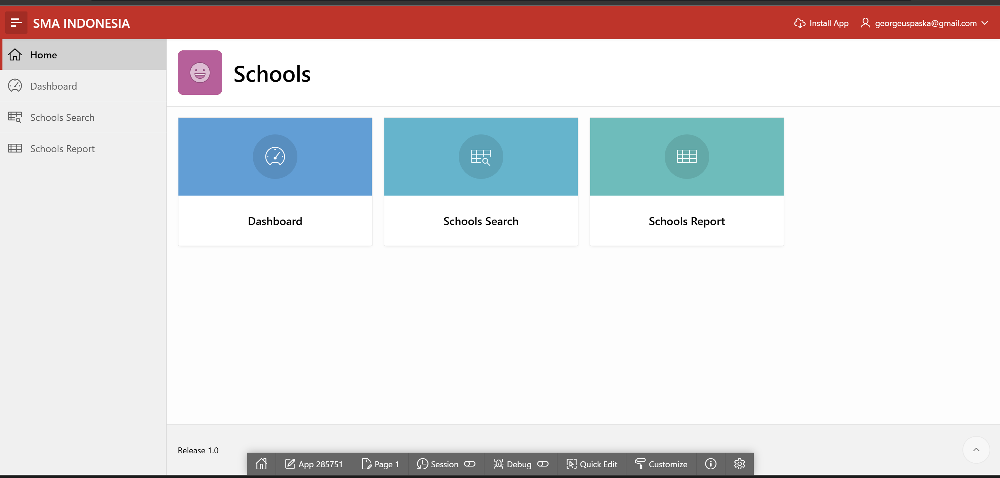 SMA INDONESIA
Install App
georgeuspaska@gmail.com
Home
Dashboard
Schools Search
Schools Report
Schools
Dashboard
Schools Search
Schools Report
Release 1.0
App 285751
Page 1
Session
Debug
Quick Edit
Customize